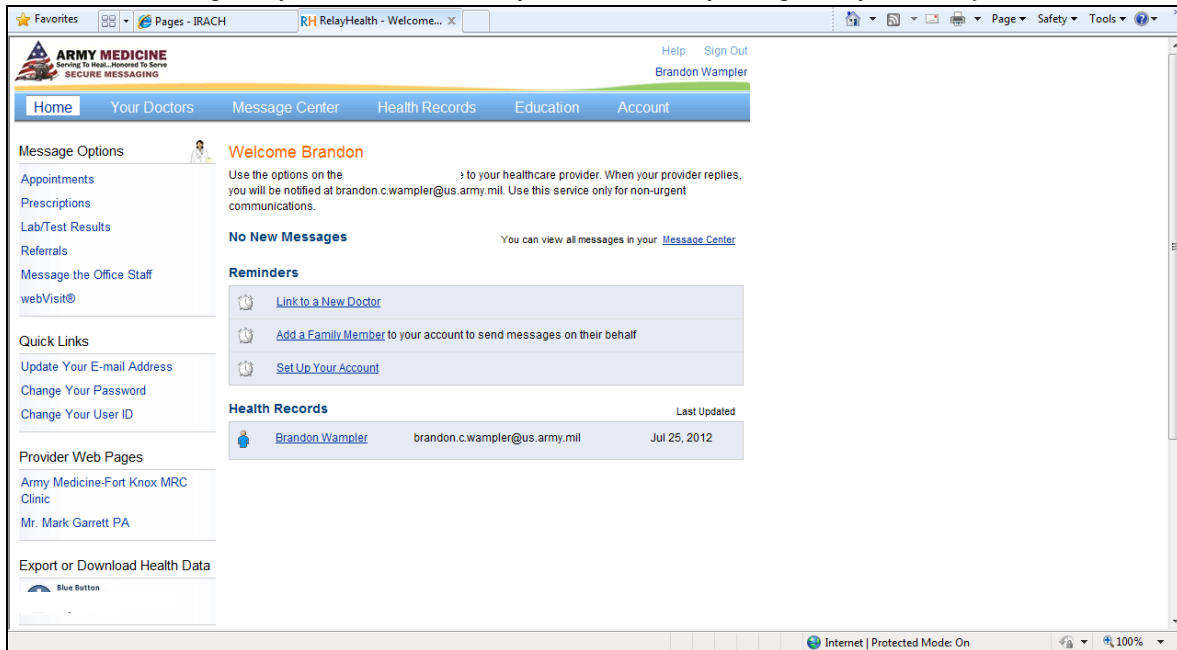 Favorites
Pages - IRACH
RH RelayHealth - Welcome... X
Page
Safety
Tools
ARMY MEDICINE
Serving To Heal...Honored To Serve
SECURE MESSAGING
Help Sign Out
Brandon Wampler
Home Your Doctors Message Center Health Records Education Account
Message Options
Appointments
Prescriptions
Lab/Test Results
Referrals
Message the Office Staff
webVisit®
Quick Links
Update Your E-mail Address
Change Your Password
Change Your User ID
Provider Web Pages
Army Medicine-Fort Knox MRC
Clinic
Mr. Mark Garrett PA
Export or Download Health Data
Blue Button
Welcome Brandon
Use the options on the to your healthcare provider. When your provider replies,
you will be notified at brandon.c.wampler@us.army.mil. Use this service only for non-urgent
communications.
No New Messages
You can view all messages in your Message Center
Reminders
Link to a New Doctor
Add a Family Member to your account to send messages on their behalf
Set Up Your Account
Health Records Last Updated
Brandon Wampler brandon.c.wampler@us.army.mil Jul 25, 2012
Internet | Protected Mode: On
100%